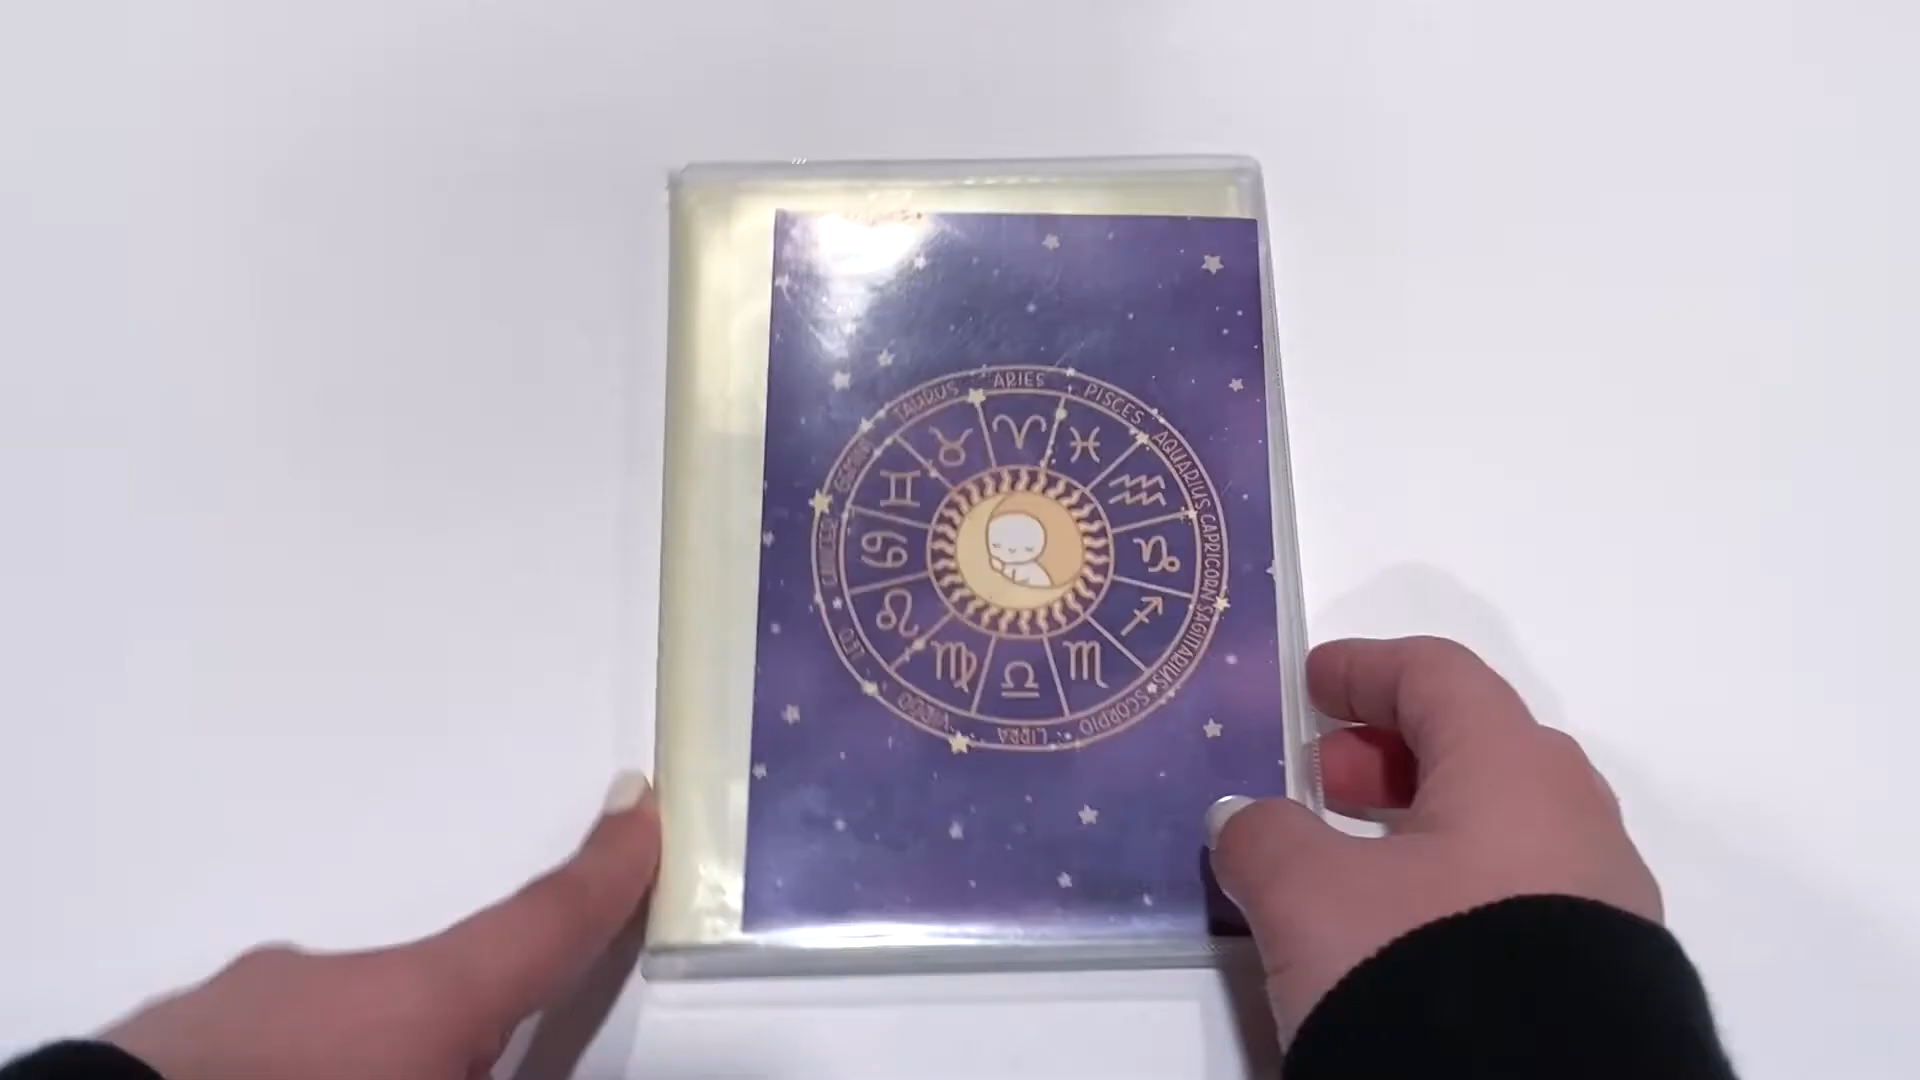 ARIES
PISCES
AQUARIUS
CAPRICORN
SAGITTARIUS
SCORPIO
LIBRA
VIRGO
LEO
CANCER
GEMINI
TAURUS